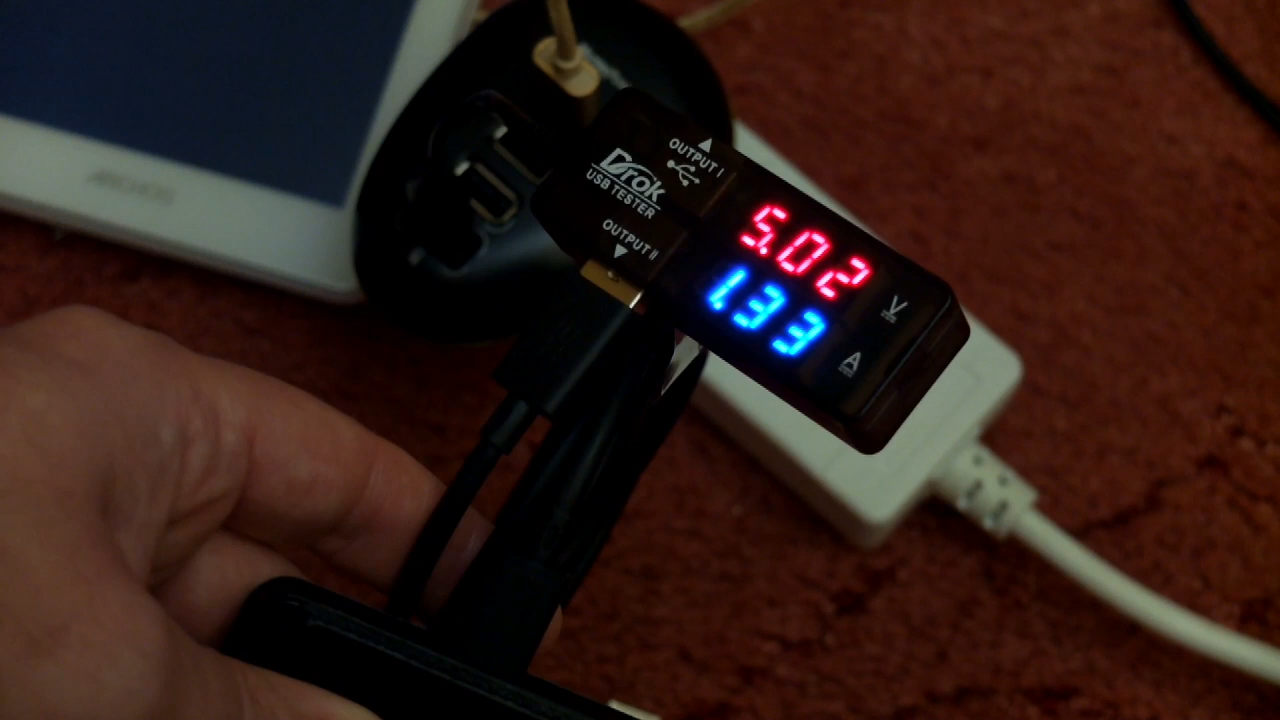 OUTPUT I
Drok
USB TESTER
OUTPUT II
5.02 V
1.33 A